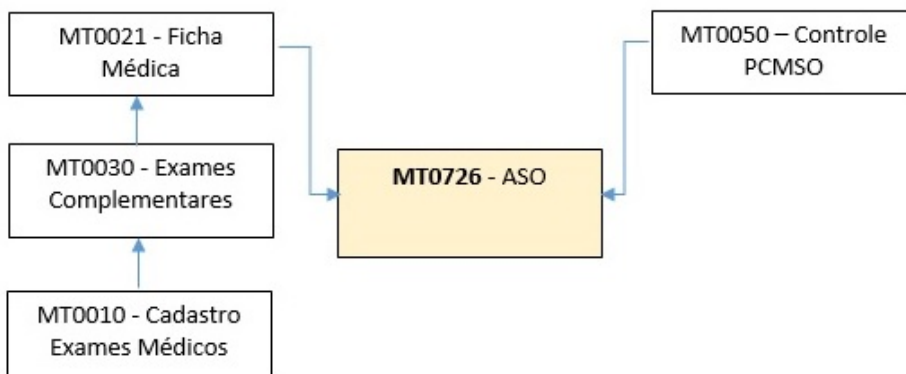 MT0021 - Ficha
Médica
MT0050 – Controle
PCMSO
MT0030 - Exames
Complementares
MT0726 - ASO
MT0010 - Cadastro
Exames Médicos